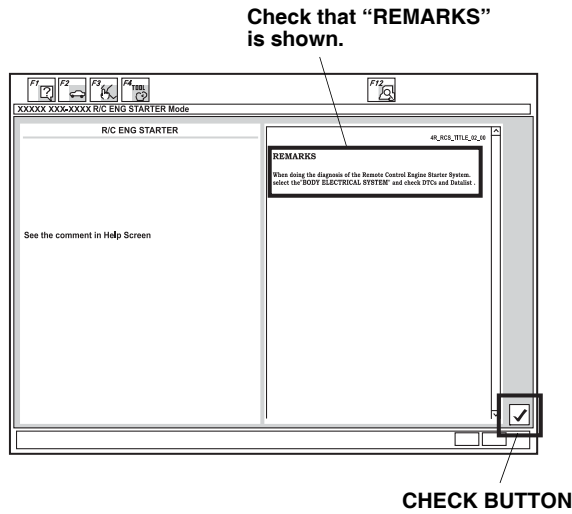 Check that “REMARKS”
is shown.
F1 F2 F3 F4 TOOL F12
XXXXX XXX-XXXX R/C ENG STARTER Mode
R/C ENG STARTER
4R_RCS_TITLE_02_00
REMARKS
When doing the diagnosis of the Remote Control Engine Starter System.
select the"BODY ELECTRICAL SYSTEM" and check DTCs and Datalist .
See the comment in Help Screen
CHECK BUTTON